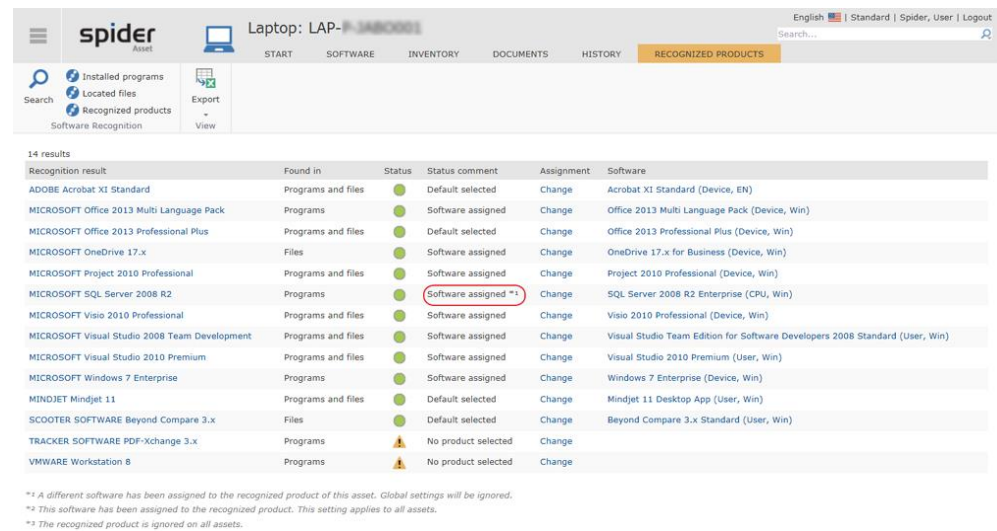 English | Standard | Spider, User | Logout
spider
Asset
Laptop: LAP-
Search...
START SOFTWARE INVENTORY DOCUMENTS HISTORY RECOGNIZED PRODUCTS
Search
Installed programs
Located files
Recognized products
Export
Software Recognition View
14 results
Recognition result Found in Status Status comment Assignment Software
ADOBE Acrobat XI Standard Programs and files Default selected Change Acrobat XI Standard (Device, EN)
MICROSOFT Office 2013 Multi Language Pack Programs Software assigned Change Office 2013 Multi Language Pack (Device, Win)
MICROSOFT Office 2013 Professional Plus Programs and files Default selected Change Office 2013 Professional Plus (Device, Win)
MICROSOFT OneDrive 17.x Files Software assigned Change OneDrive 17.x for Business (Device, Win)
MICROSOFT Project 2010 Professional Programs and files Software assigned Change Project 2010 Professional (Device, Win)
MICROSOFT SQL Server 2008 R2 Programs Software assigned *¹ Change SQL Server 2008 R2 Enterprise (CPU, Win)
MICROSOFT Visio 2010 Professional Programs and files Software assigned Change Visio 2010 Professional (Device, Win)
MICROSOFT Visual Studio 2008 Team Development Programs and files Software assigned Change Visual Studio Team Edition for Software Developers 2008 Standard (User, Win)
MICROSOFT Visual Studio 2010 Premium Programs and files Software assigned Change Visual Studio 2010 Premium (User, Win)
MICROSOFT Windows 7 Enterprise Programs Software assigned Change Windows 7 Enterprise (Device, Win)
MINDJET Mindjet 11 Programs and files Default selected Change Mindjet 11 Desktop App (User, Win)
SCOOTER SOFTWARE Beyond Compare 3.x Files Default selected Change Beyond Compare 3.x Standard (User, Win)
TRACKER SOFTWARE PDF-Xchange 3.x Programs No product selected Change
VMWARE Workstation 8 Programs No product selected Change
*¹ A different software has been assigned to the recognized product of this asset. Global settings will be ignored.
*² This software has been assigned to the recognized product. This setting applies to all assets.
*³ The recognized product is ignored on all assets.